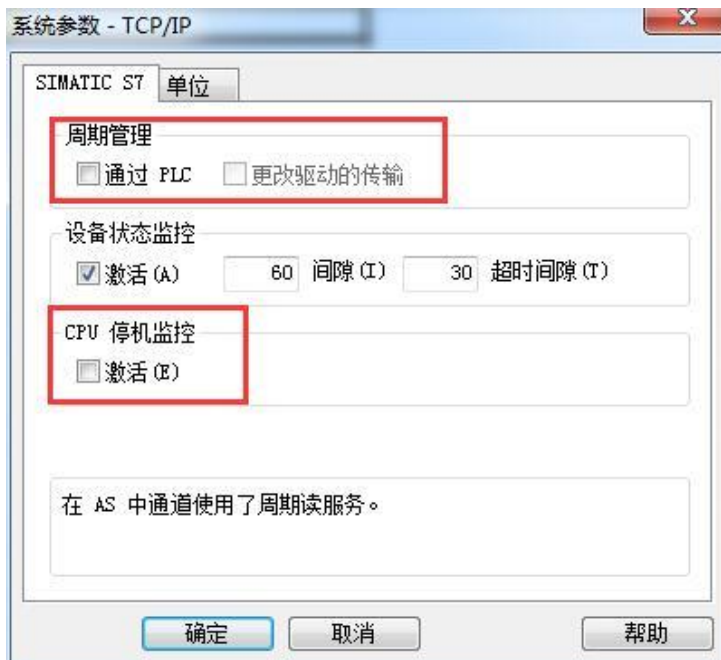 系统参数 - TCP/IP
SIMATIC S7 单位
周期管理
通过 PLC 更改驱动的传输
设备状态监控
激活(A) 60 间隙(I) 30 超时间隙(T)
CPU 停机监控
激活(E)
在 AS 中通道使用了周期读服务。
确定 取消 帮助